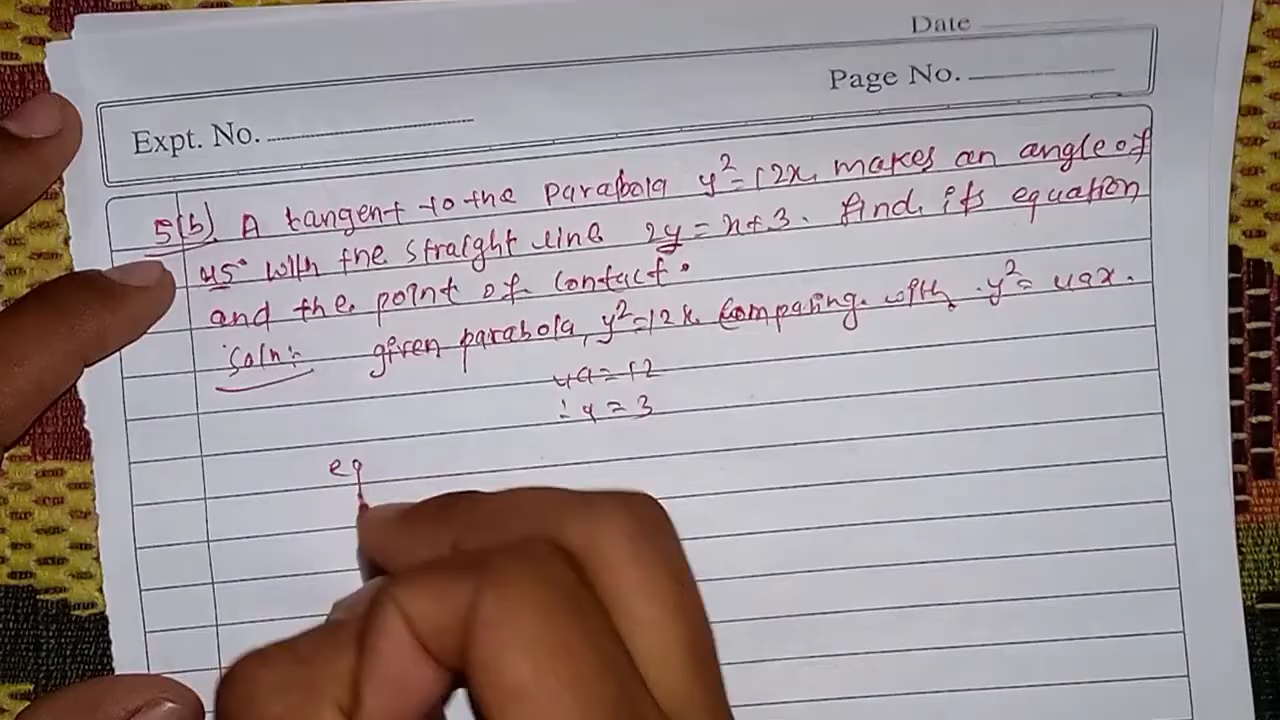 Date
Page No.
Expt. No.
5(b). A tangent to the parabola y²=12x makes an angle of
45° with the straight line 2y=x+3. find its equation
and the point of contact.
Soln:- given parabola, y²=12x Comparing with y²=4ax.
4a=12
∴ a = 3
eq